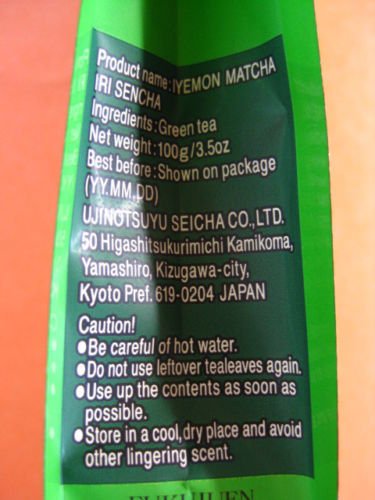 Product name:IYEMON MATCHA
IRI SENCHA
Ingredients:Green tea
Net weight:100g/3.5oz
Best before:Shown on package
(YY.MM.DD)
UJINOTSUYU SEICHA CO.,LTD.
50 Higashitsukurimichi Kamikoma,
Yamashiro, Kizugawa-city,
Kyoto Pref. 619-0204 JAPAN
Caution!
●Be careful of hot water.
●Do not use leftover tealeaves again.
●Use up the contents as soon as
possible.
●Store in a cool,dry place and avoid
other lingering scent.